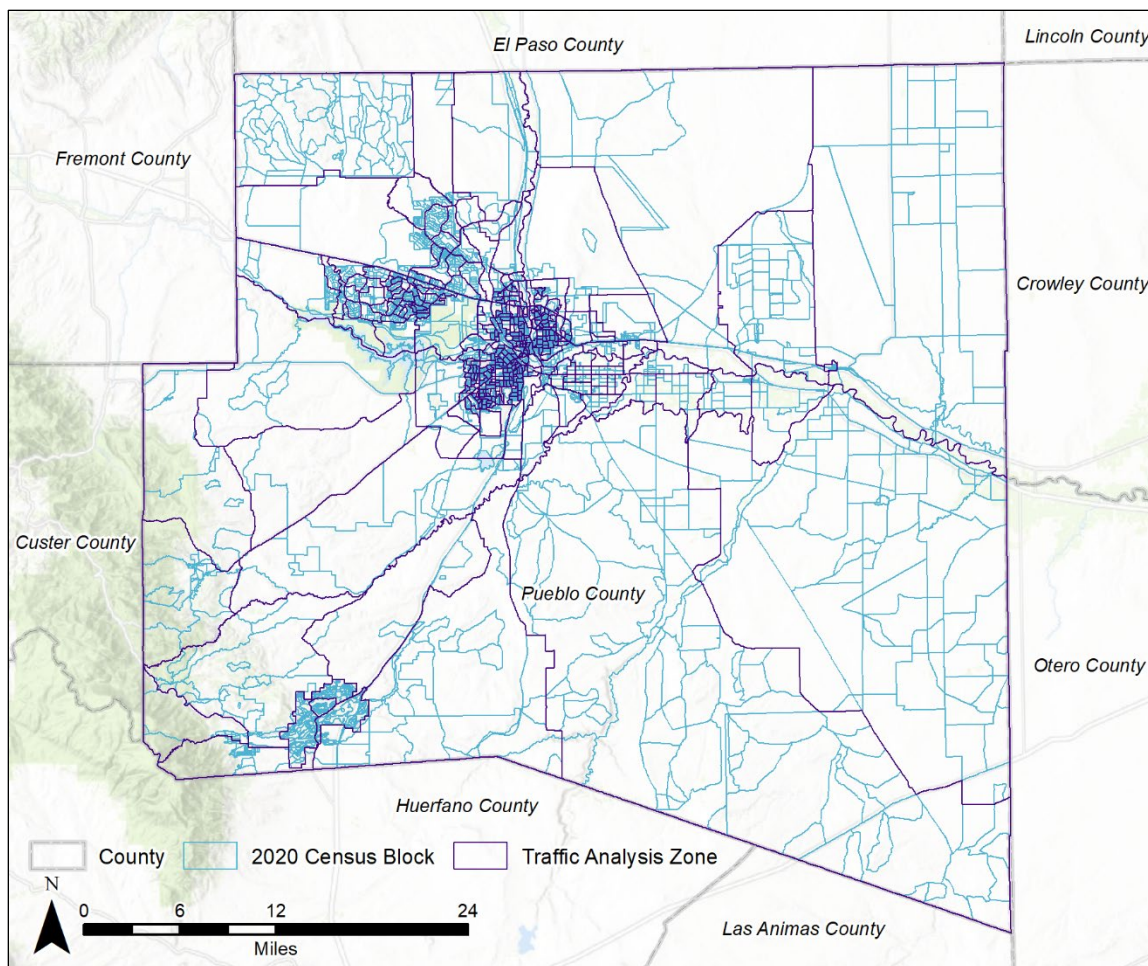 El Paso County
Lincoln County
Fremont County
Crowley County
Custer County
Pueblo County
Otero County
Huerfano County
County
2020 Census Block
Traffic Analysis Zone
N
0 6 12 24
Miles
Las Animas County